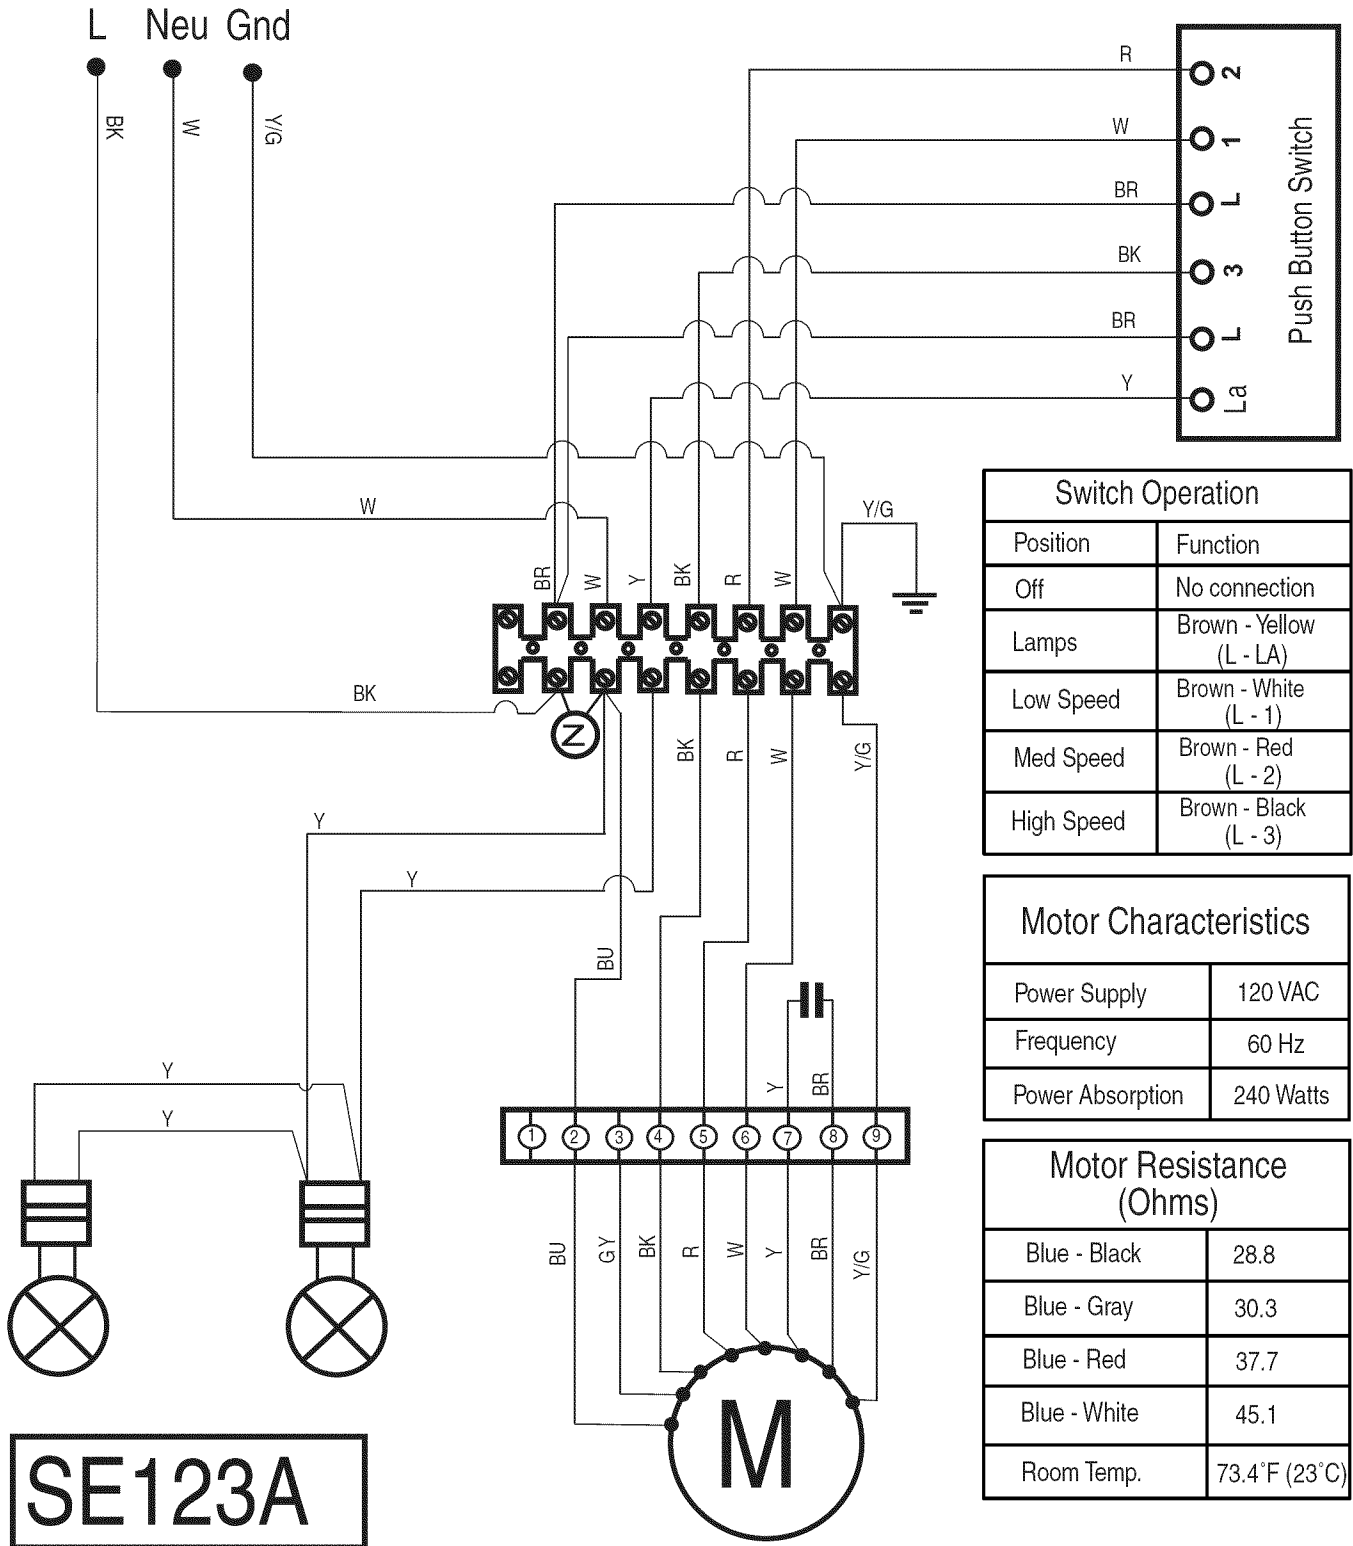 L Neu Gnd
BK W Y/G
R
W
BR
BK
BR
Y
2
1
L
3
L
La
Push Button Switch
W
Y/G
BR W Y BK R W
BK
N
BK R W Y/G
Y
Y
BU
Y BR
Y
Y
1 2 3 4 5 6 7 8 9
BU GY BK R W Y BR Y/G
M
SE123A
Switch Operation
Position Function
Off No connection
Lamps Brown - Yellow
(L - LA)
Low Speed Brown - White
(L - 1)
Med Speed Brown - Red
(L - 2)
High Speed Brown - Black
(L - 3)
Motor Characteristics
Power Supply 120 VAC
Frequency 60 Hz
Power Absorption 240 Watts
Motor Resistance
(Ohms)
Blue - Black 28.8
Blue - Gray 30.3
Blue - Red 37.7
Blue - White 45.1
Room Temp. 73.4°F (23°C)